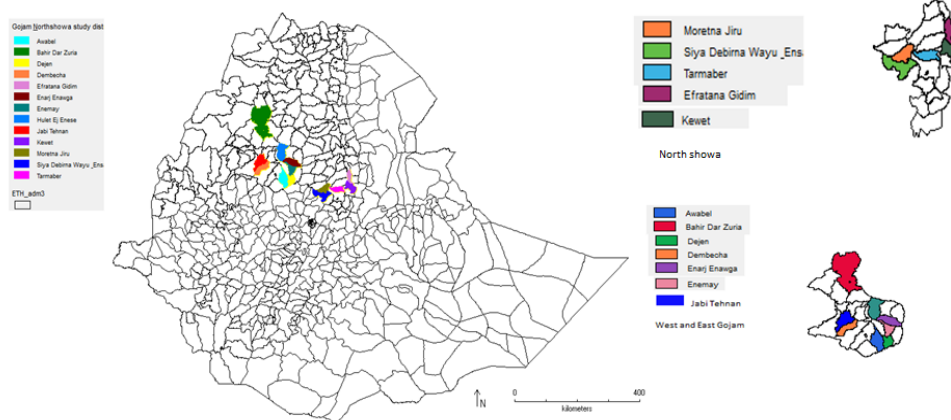 Gojam Northshowa study dist
Awabel
Bahir Dar Zuria
Dejen
Dembecha
Efratana Gidim
Enarj Enawga
Enemay
Hulet Ej Enese
Jabi Tehnan
Kewet
Moretna Jiru
Siya Debirna Wayu _Ens
Tarmaber
ETH_adm3
Moretna Jiru
Siya Debirna Wayu _Ens
Tarmaber
Efratana Gidim
Kewet
North showa
Awabel
Bahir Dar Zuria
Dejen
Dembecha
Enarj Enawga
Enemay
Jabi Tehnan
West and East Gojam
N
0 400
kilometers